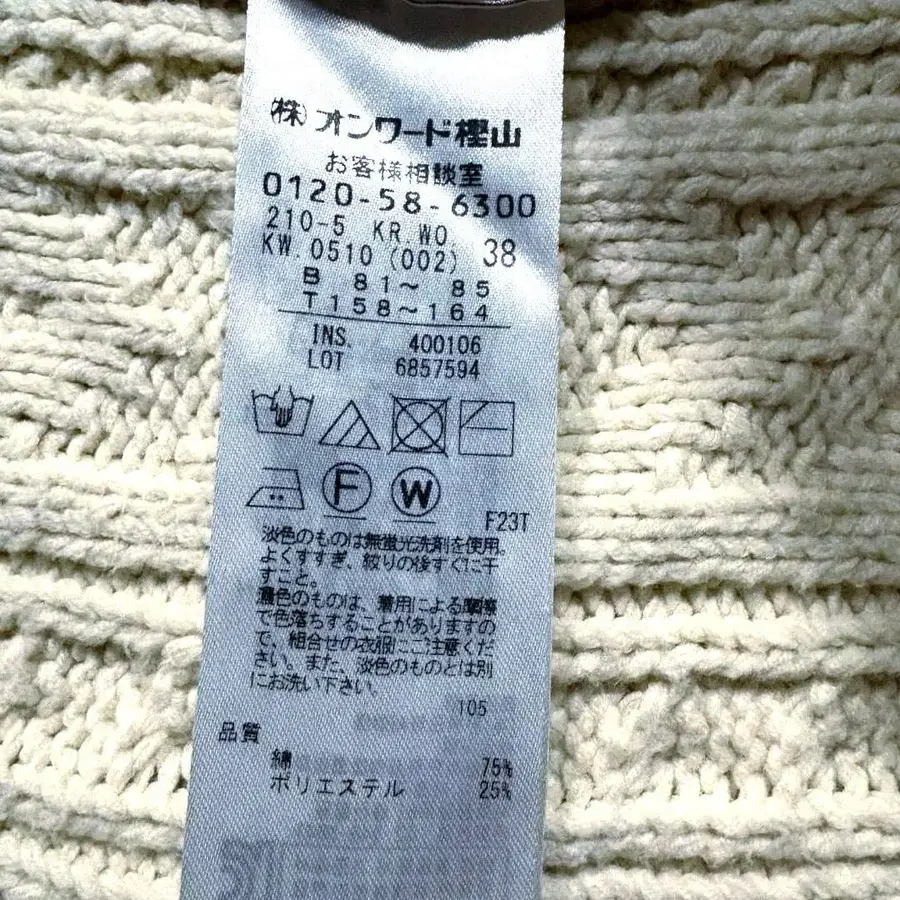 ㈱オンワード樫山
お客様相談室
0120-58-6300
210-5 KR.WO.
KW.0510(002) 38
B 81～ 85
T158～164
INS. 400106
LOT 6857594
F
W
F23T
淡色のものは無蛍光洗剤を使用。
よくすすぎ、絞りの後すぐに干
すこと。
濃色のものは、着用による摩擦
で色落ちすることがありますの
で、組合せの衣服にご注意くだ
さい。また、淡色のものとは別
にお洗い下さい。
105
品質
綿 75%
ポリエステル 25%